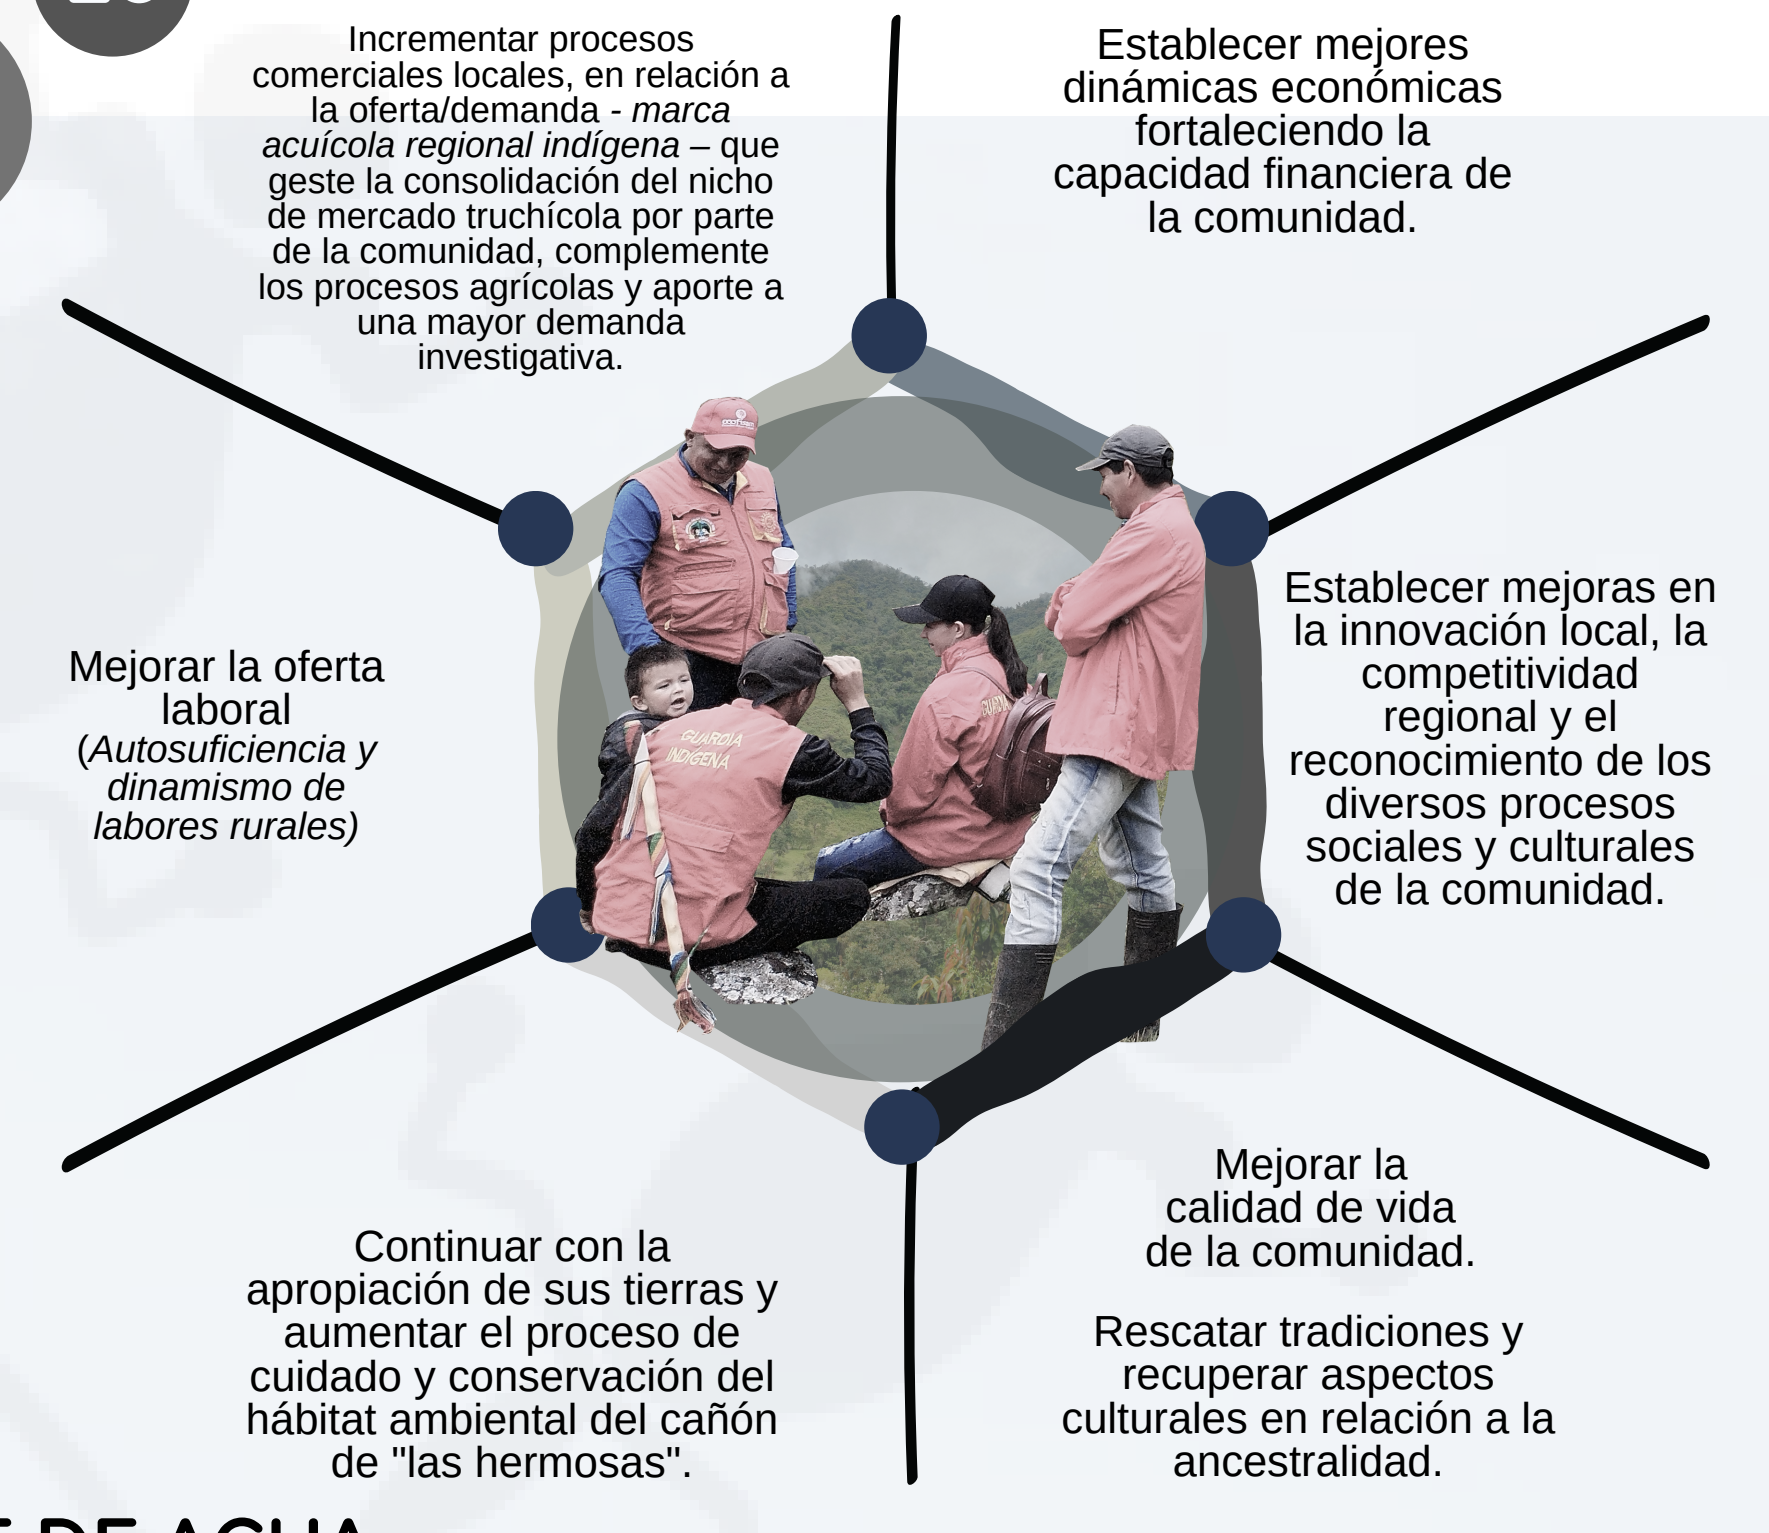 Incrementar procesos
comerciales locales, en relación a
la oferta/demanda - marca
acuícola regional indígena – que
geste la consolidación del nicho
de mercado truchícola por parte
de la comunidad, complemente
los procesos agrícolas y aporte a
una mayor demanda
investigativa.
Establecer mejores
dinámicas económicas
fortaleciendo la
capacidad financiera de
la comunidad.
Establecer mejoras en
la innovación local, la
competitividad
regional y el
reconocimiento de los
diversos procesos
sociales y culturales
de la comunidad.
Mejorar la oferta
laboral
(Autosuficiencia y
dinamismo de
labores rurales)
GUARDIA
INDÍGENA
Mejorar la
calidad de vida
de la comunidad.
Rescatar tradiciones y
recuperar aspectos
culturales en relación a la
ancestralidad.
Continuar con la
apropiación de sus tierras y
aumentar el proceso de
cuidado y conservación del
hábitat ambiental del cañón
de "las hermosas".
DE AGUA